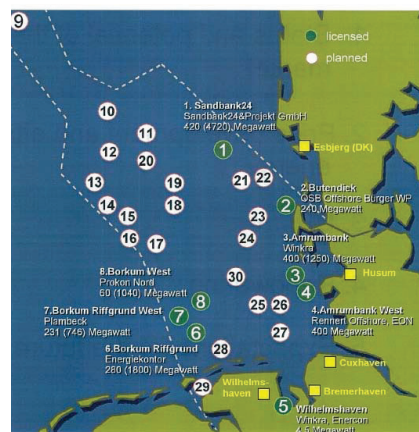 9
licensed
planned
10
11
12
20
13
19
14
15
18
16
17
1. Sandbank24
Sandbank24&Projekt GmbH
420 (4720) Megawatt
1
Esbjerg (DK)
21
22
2.Butendiek
OSB Offshore Bürger WP
240 Megawatt
2
23
24
3.Amrumbank
Winkra
400 (1250) Megawatt
3
Husum
4
30
8.Borkum West
Prokon Nord
60 (1040) Megawatt
8
7.Borkum Riffgrund West
Plambeck
231 (746) Megawatt
7
25
26
4.Amrumbank West
Rennert Offshore, EON
400 Megawatt
6
27
6.Borkum Riffgrund
Energiekontor
280 (1800) Megawatt
28
Cuxhaven
29
Wilhelms-
haven
Bremerhaven
5
Wilhelmshaven
Winkra, Enercon
4,5 Megawatt